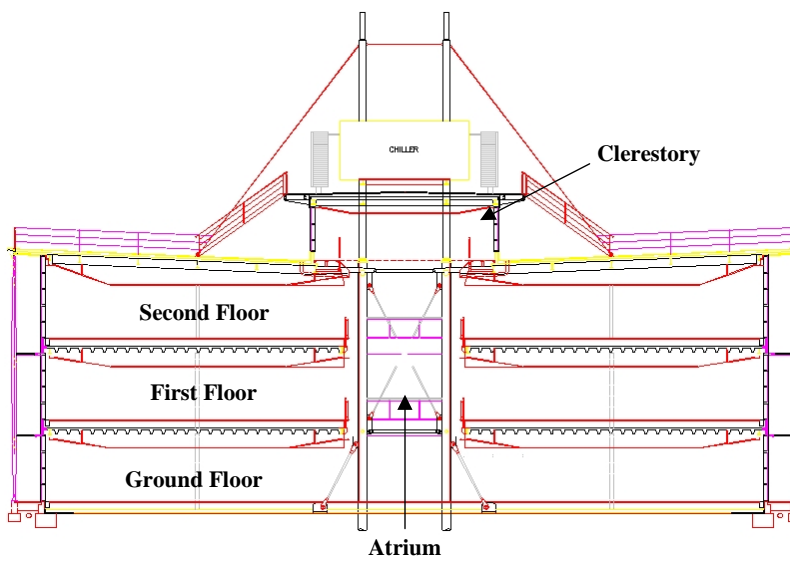 CHILLER
Clerestory
Second Floor
First Floor
Ground Floor
Atrium